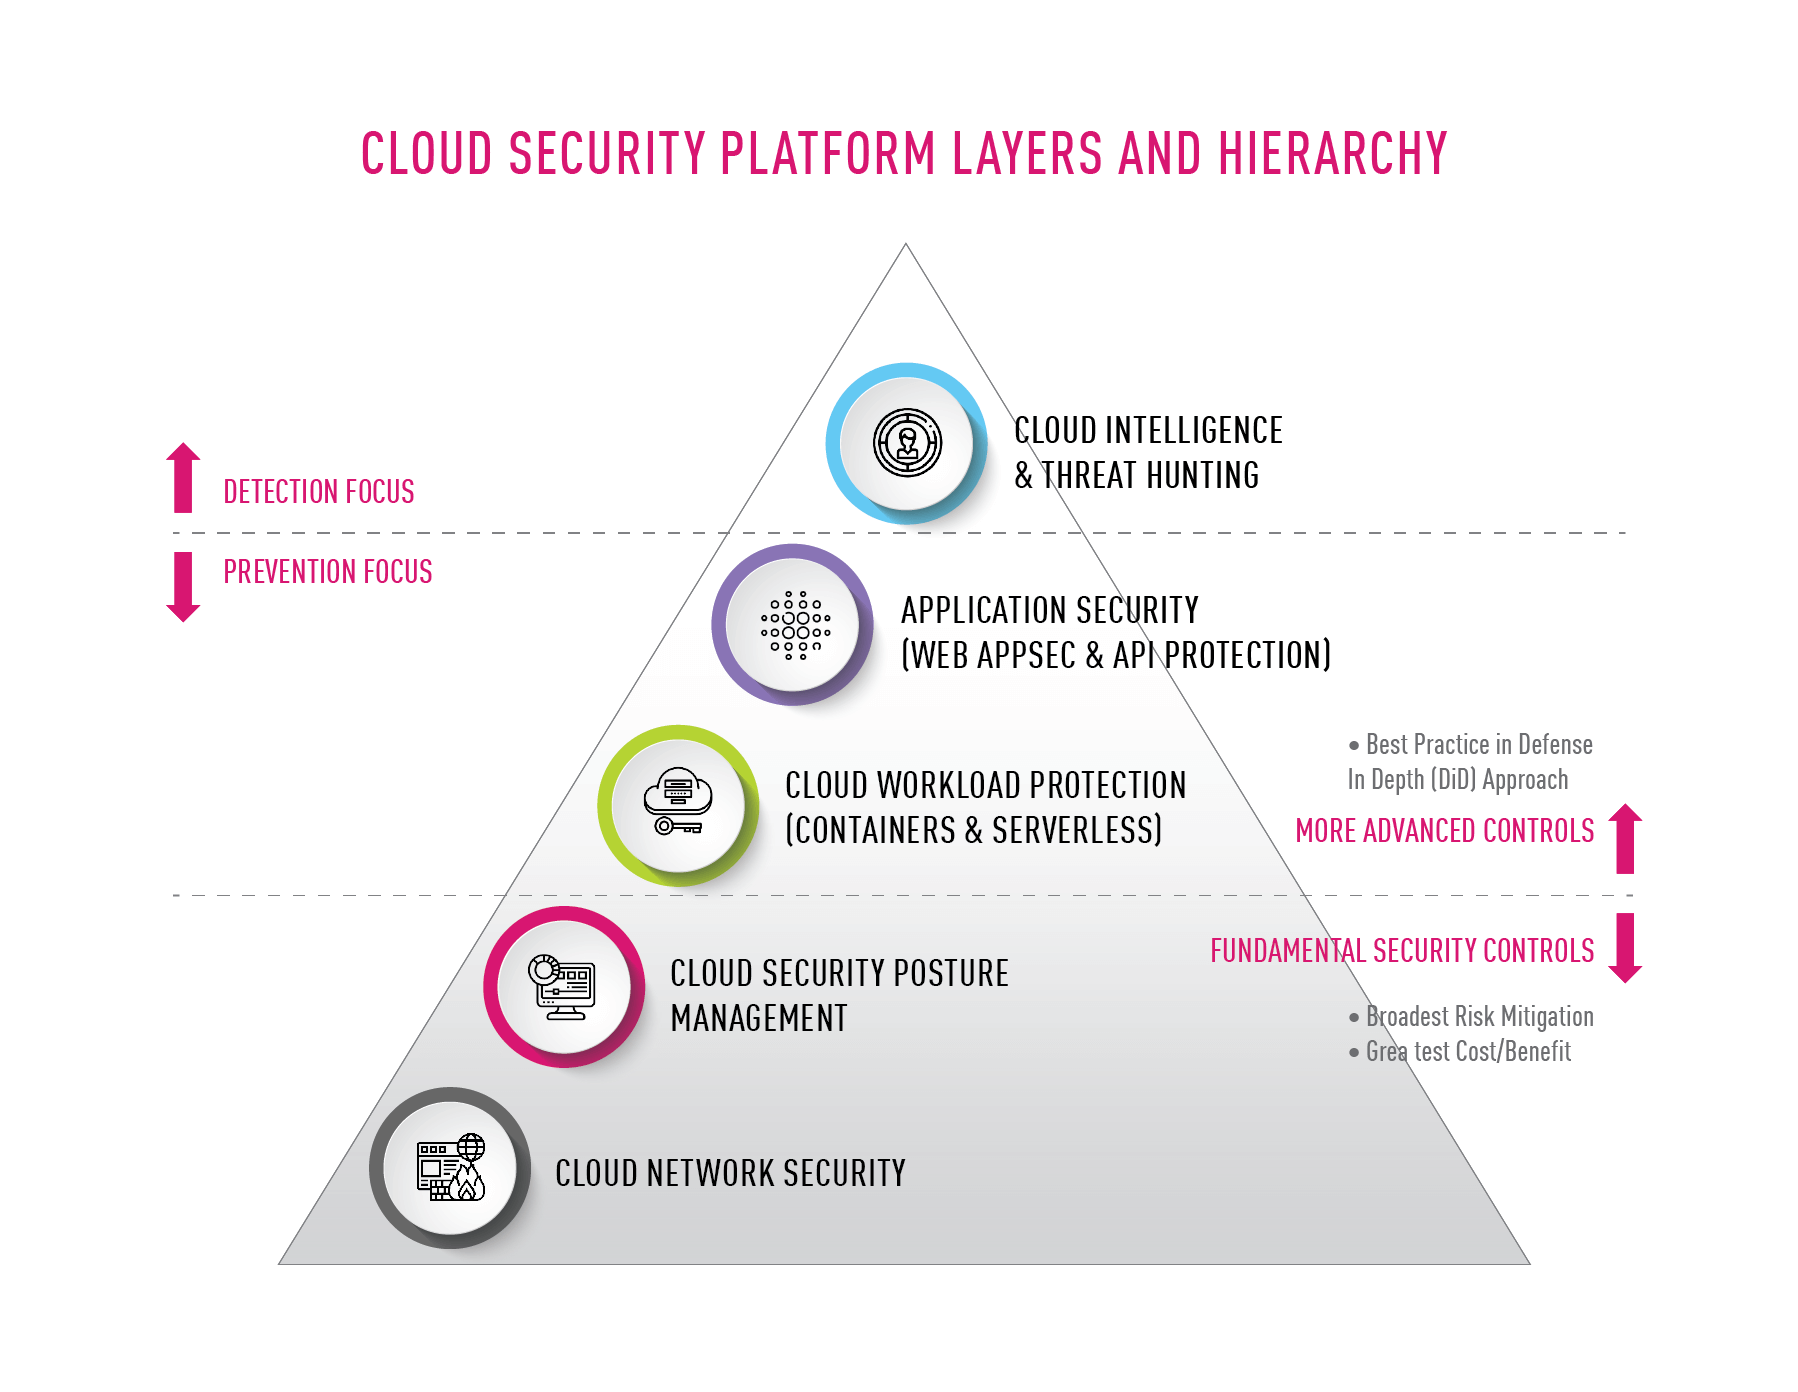 CLOUD SECURITY PLATFORM LAYERS AND HIERARCHY
CLOUD INTELLIGENCE
& THREAT HUNTING
DETECTION FOCUS
PREVENTION FOCUS
APPLICATION SECURITY
(WEB APPSEC & API PROTECTION)
• Best Practice in Defense
In Depth (DiD) Approach
CLOUD WORKLOAD PROTECTION
(CONTAINERS & SERVERLESS)
MORE ADVANCED CONTROLS
FUNDAMENTAL SECURITY CONTROLS
CLOUD SECURITY POSTURE
MANAGEMENT
• Broadest Risk Mitigation
• Grea test Cost/Benefit
CLOUD NETWORK SECURITY